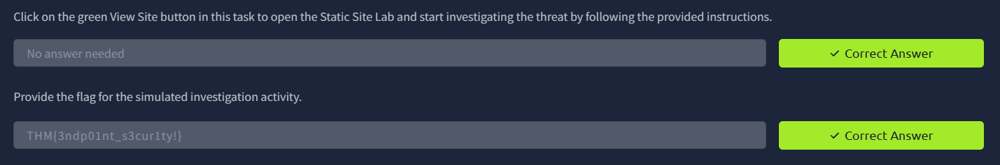 Click on the green View Site button in this task to open the Static Site Lab and start investigating the threat by following the provided instructions.
No answer needed
✓ Correct Answer
Provide the flag for the simulated investigation activity.
THM{3ndp01nt_s3cur1ty!}
✓ Correct Answer